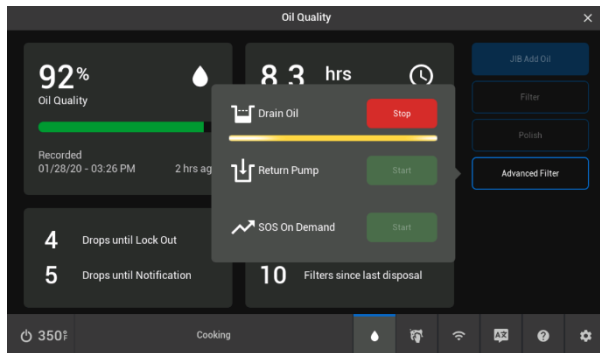 Oil Quality
92%
Oil Quality
Recorded
01/28/20 - 03:26 PM 2 hrs ag
8.3 hrs
JIB Add Oil
Filter
Polish
Advanced Filter
Drain Oil Stop
Return Pump Start
SOS On Demand Start
4 Drops until Lock Out
5 Drops until Notification
10 Filters since last disposal
350°F
Cooking